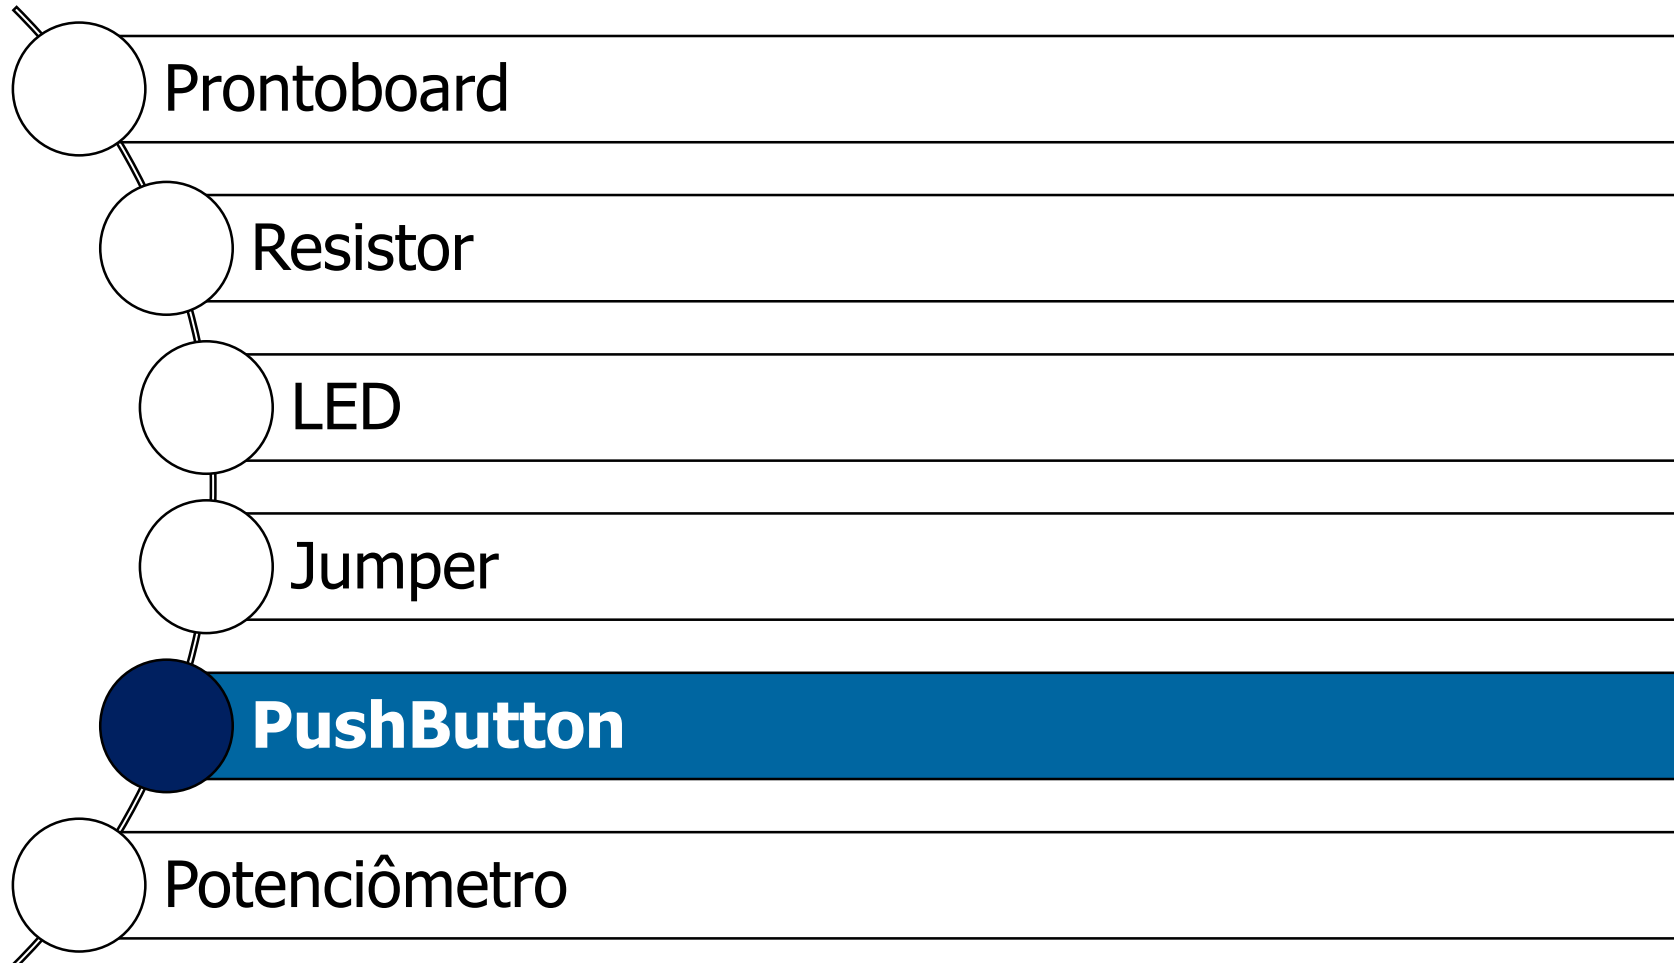 Prontoboard
Resistor
LED
Jumper
PushButton
Potenciômetro